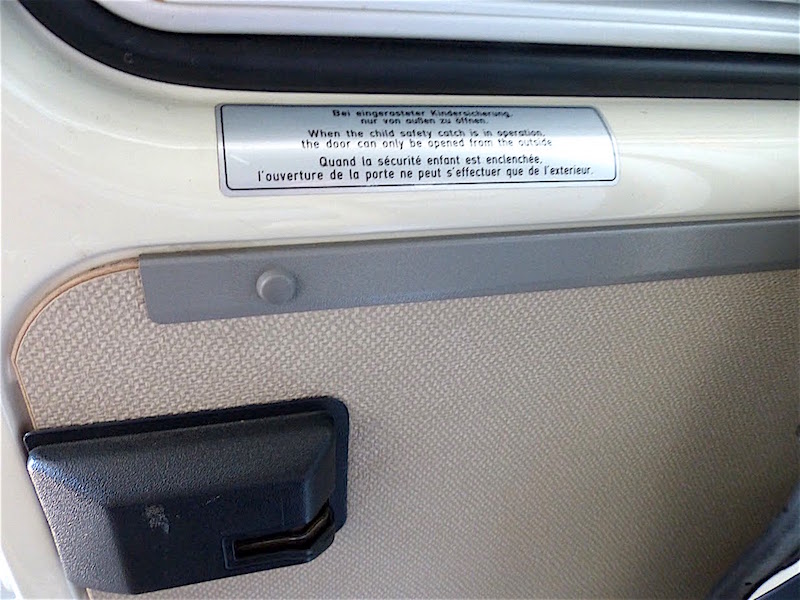 Bei eingerasteter Kindersicherung,
nur von außen zu öffnen.
When the child safety catch is in operation,
the door can only be opened from the outside
Quand la sécurité enfant est enclenchée,
l'ouverture de la porte ne peut s'effectuer que de l'exterieur.